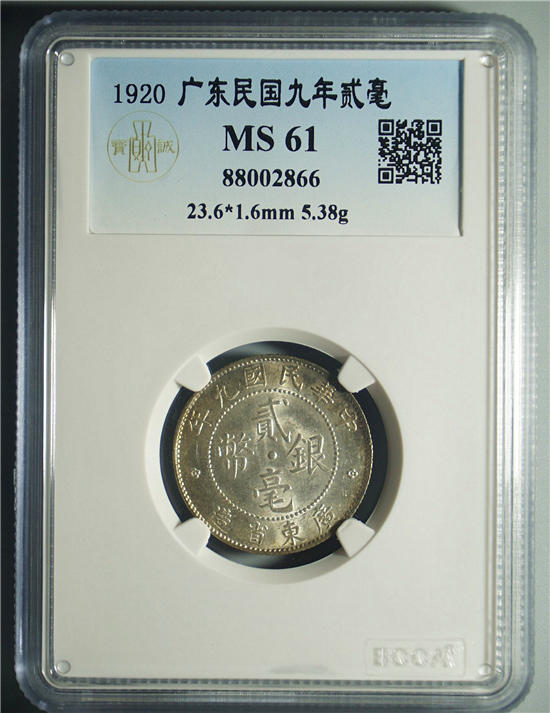 1920 广东民国九年贰毫
寳 誠
MS 61
88002866
23.6*1.6mm 5.38g
年九國民華中
貳
幣 銀
毫
造省東廣